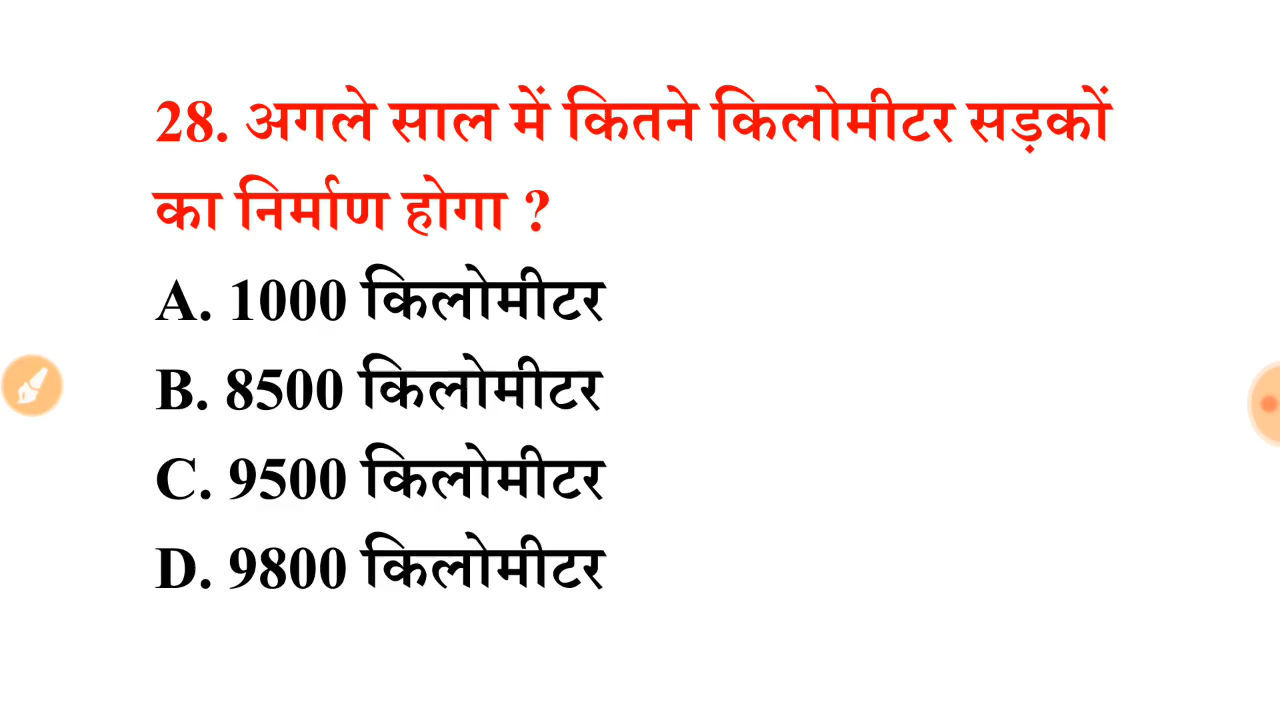 28. अगले साल में कितने किलोमीटर सड़कों
का निर्माण होगा ?
A. 1000 किलोमीटर
B. 8500 किलोमीटर
C. 9500 किलोमीटर
D. 9800 किलोमीटर